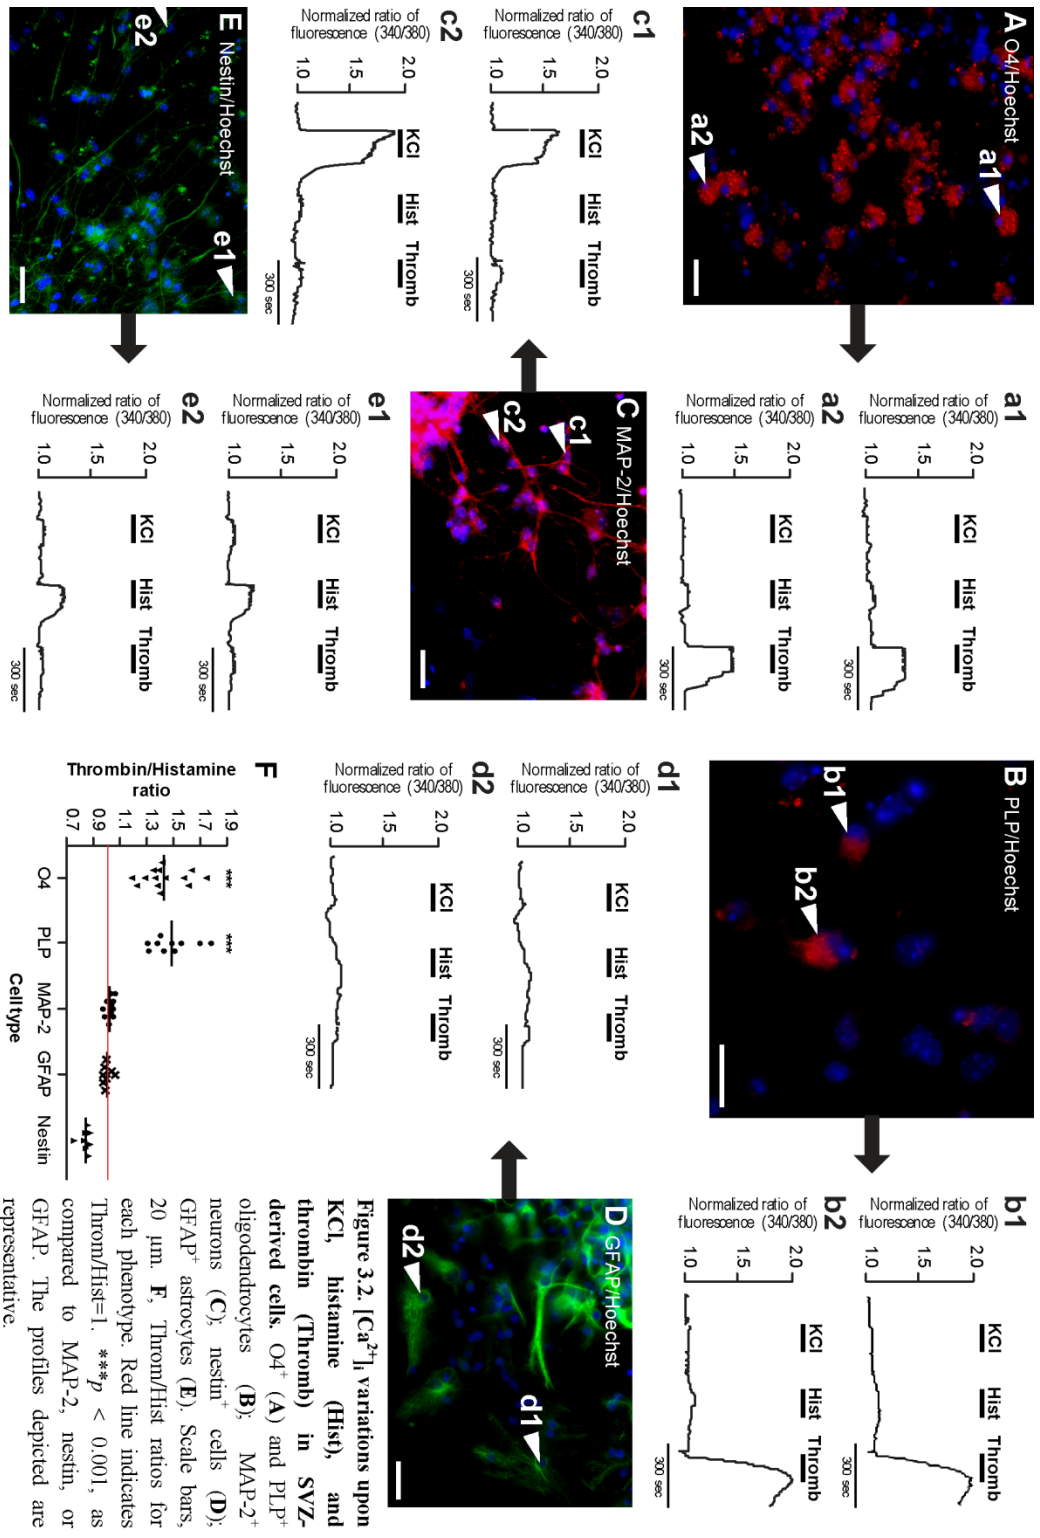 A O4/Hoechst
a1
a2
a1
Normalized ratio of
fluorescence (340/380)
2.0
1.5
1.0
KCl Hist Thromb
300 sec
a2
Normalized ratio of
fluorescence (340/380)
2.0
1.5
1.0
KCl Hist Thromb
300 sec
B PLP/Hoechst
b1
b2
b1
Normalized ratio of
fluorescence (340/380)
2.0
1.5
1.0
KCl Hist Thromb
300 sec
b2
Normalized ratio of
fluorescence (340/380)
2.0
1.5
1.0
KCl Hist Thromb
300 sec
c1
Normalized ratio of
fluorescence (340/380)
2.0
1.5
1.0
KCl Hist Thromb
c2
Normalized ratio of
fluorescence (340/380)
2.0
1.5
1.0
KCl Hist Thromb
300 sec
C MAP-2/Hoechst
c1
c2
d1
Normalized ratio of
fluorescence (340/380)
2.0
1.5
1.0
KCl Hist Thromb
300 sec
d2
Normalized ratio of
fluorescence (340/380)
2.0
1.5
1.0
KCl Hist Thromb
300 sec
D GFAP/Hoechst
d1
d2
E Nestin/Hoechst
e1
e2
e1
Normalized ratio of
fluorescence (340/380)
2.0
1.5
1.0
KCl Hist Thromb
300 sec
e2
Normalized ratio of
fluorescence (340/380)
2.0
1.5
1.0
KCl Hist Thromb
300 sec
F
Thrombin/Histamine
ratio
1.9
1.7
1.5
1.3
1.1
0.9
0.7
*** ***
O4 PLP MAP-2 GFAP Nestin
Cell type
Figure 3.2. [Ca²⁺]ᵢ variations upon
KCl, histamine (Hist), and
thrombin (Thromb) in SVZ-
derived cells. O4⁺ (A) and PLP⁺
oligodendrocytes (B); MAP-2⁺
neurons (C); nestin⁺ cells (D);
GFAP⁺ astrocytes (E). Scale bars,
20 µm. F, Throm/Hist ratios for
each phenotype. Red line indicates
Throm/Hist=1. ***p < 0.001, as
compared to MAP-2, nestin, or
GFAP. The profiles depicted are
representative.